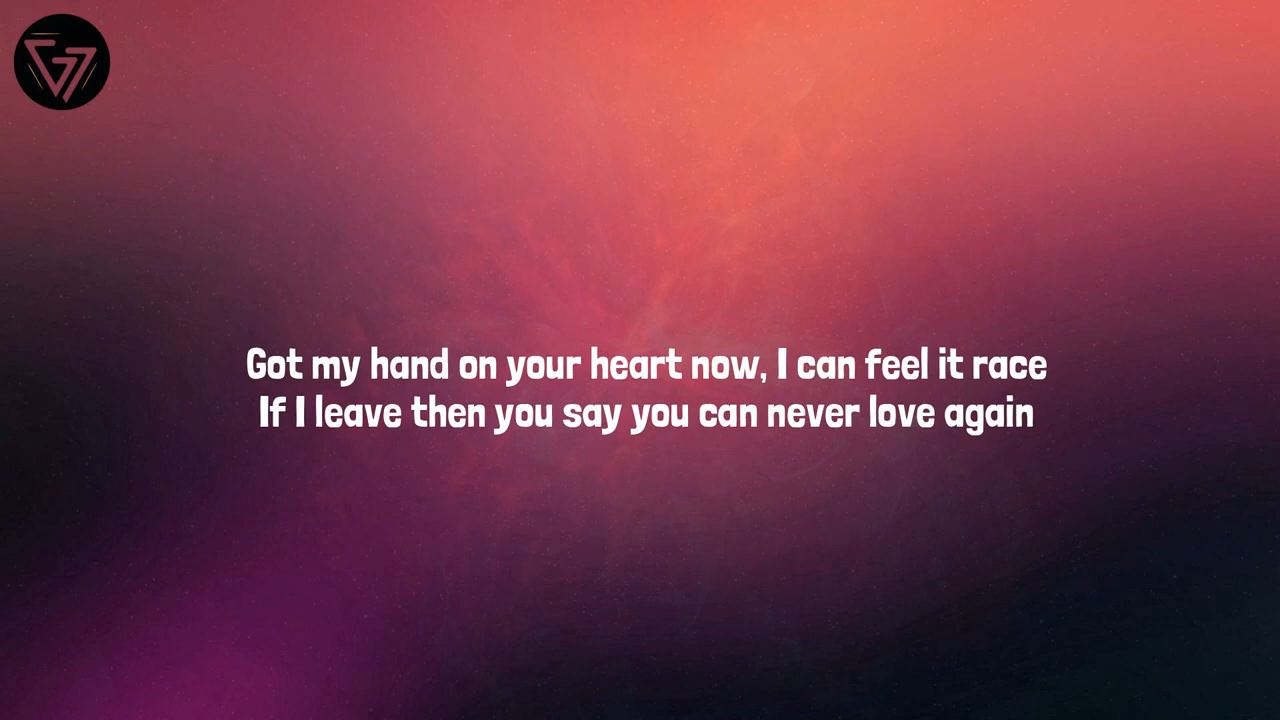 Got my hand on your heart now, I can feel it race
If I leave then you say you can never love again